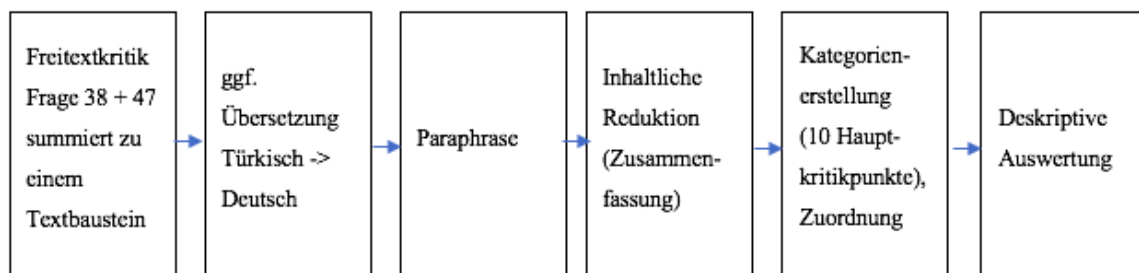 Freitextkritik
Frage 38 + 47
summiert zu
einem
Textbaustein
ggf.
Übersetzung
Türkisch ->
Deutsch
Paraphrase
Inhaltliche
Reduktion
(Zusammen-
fassung)
Kategorien-
erstellung
(10 Haupt-
kritikpunkte),
Zuordnung
Deskriptive
Auswertung